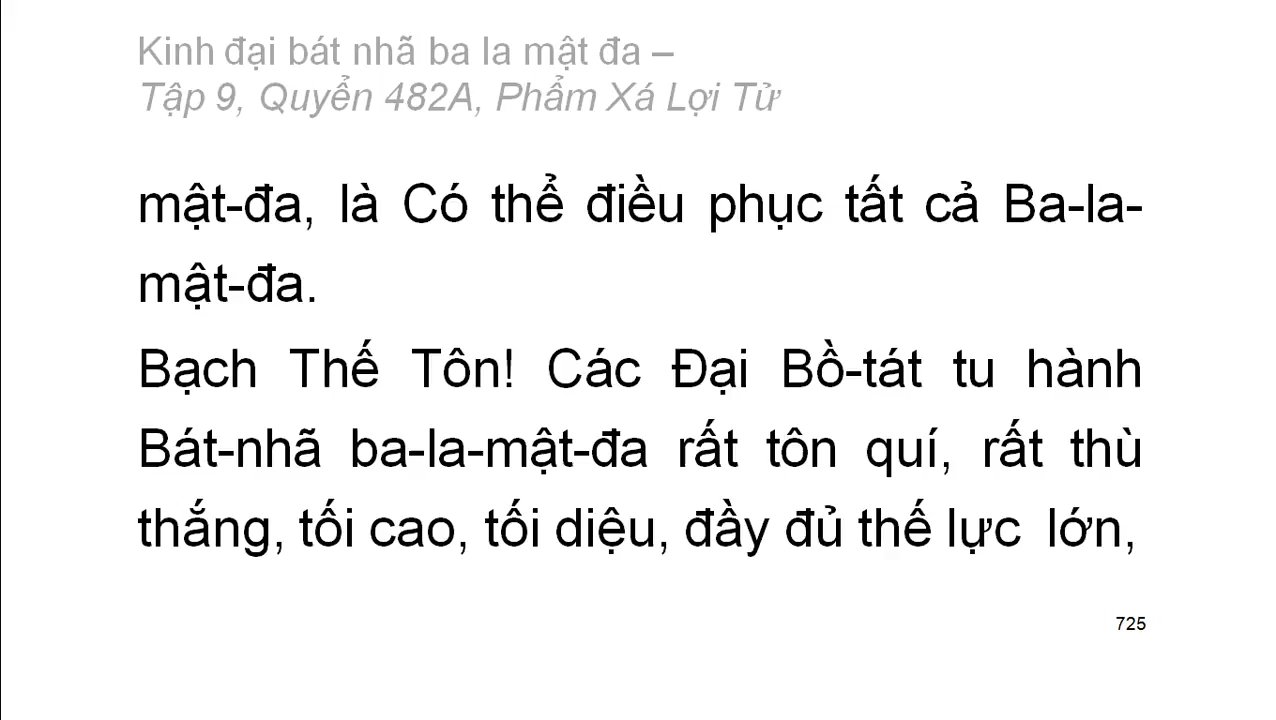 Kinh đại bát nhã ba la mật đa –
Tập 9, Quyển 482A, Phẩm Xá Lợi Tử
mật-đa, là Có thể điều phục tất cả Ba-la-
mật-đa.
Bạch Thế Tôn! Các Đại Bồ-tát tu hành
Bát-nhã ba-la-mật-đa rất tôn quí, rất thù
thắng, tối cao, tối diệu, đầy đủ thế lực lớn,
725